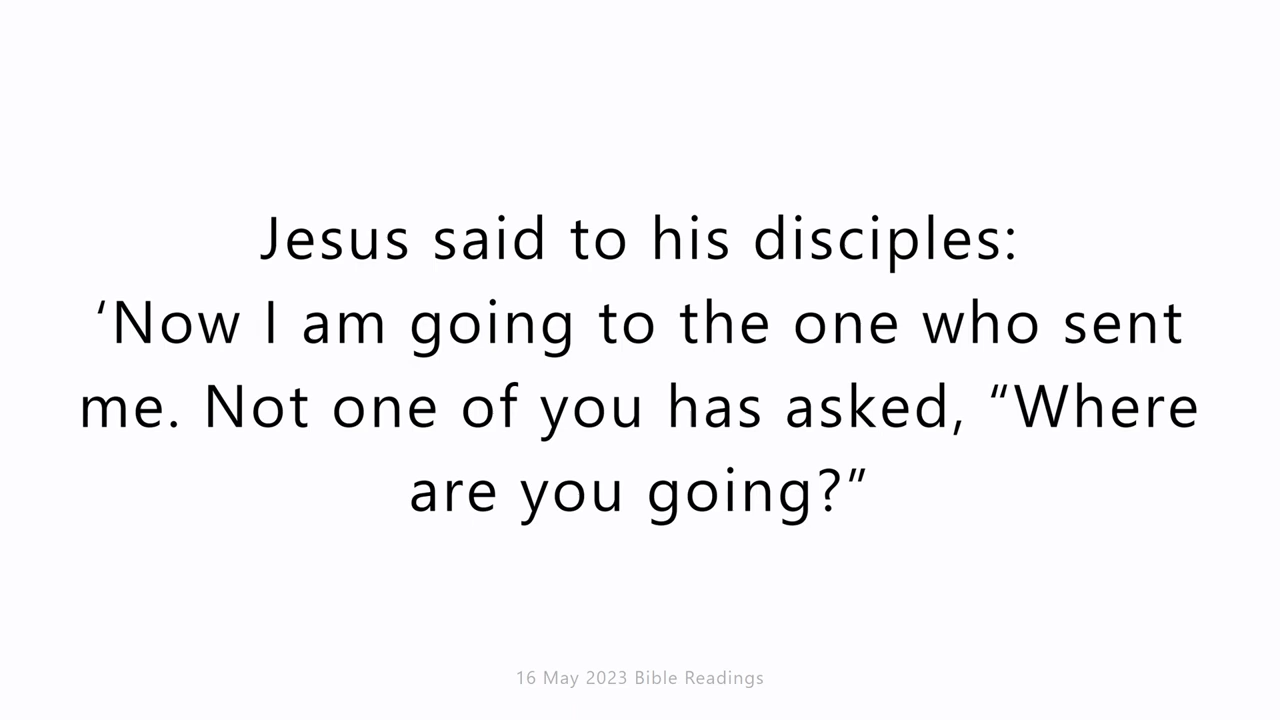 Jesus said to his disciples:
‘Now I am going to the one who sent
me. Not one of you has asked, “Where
are you going?”
16 May 2023 Bible Readings